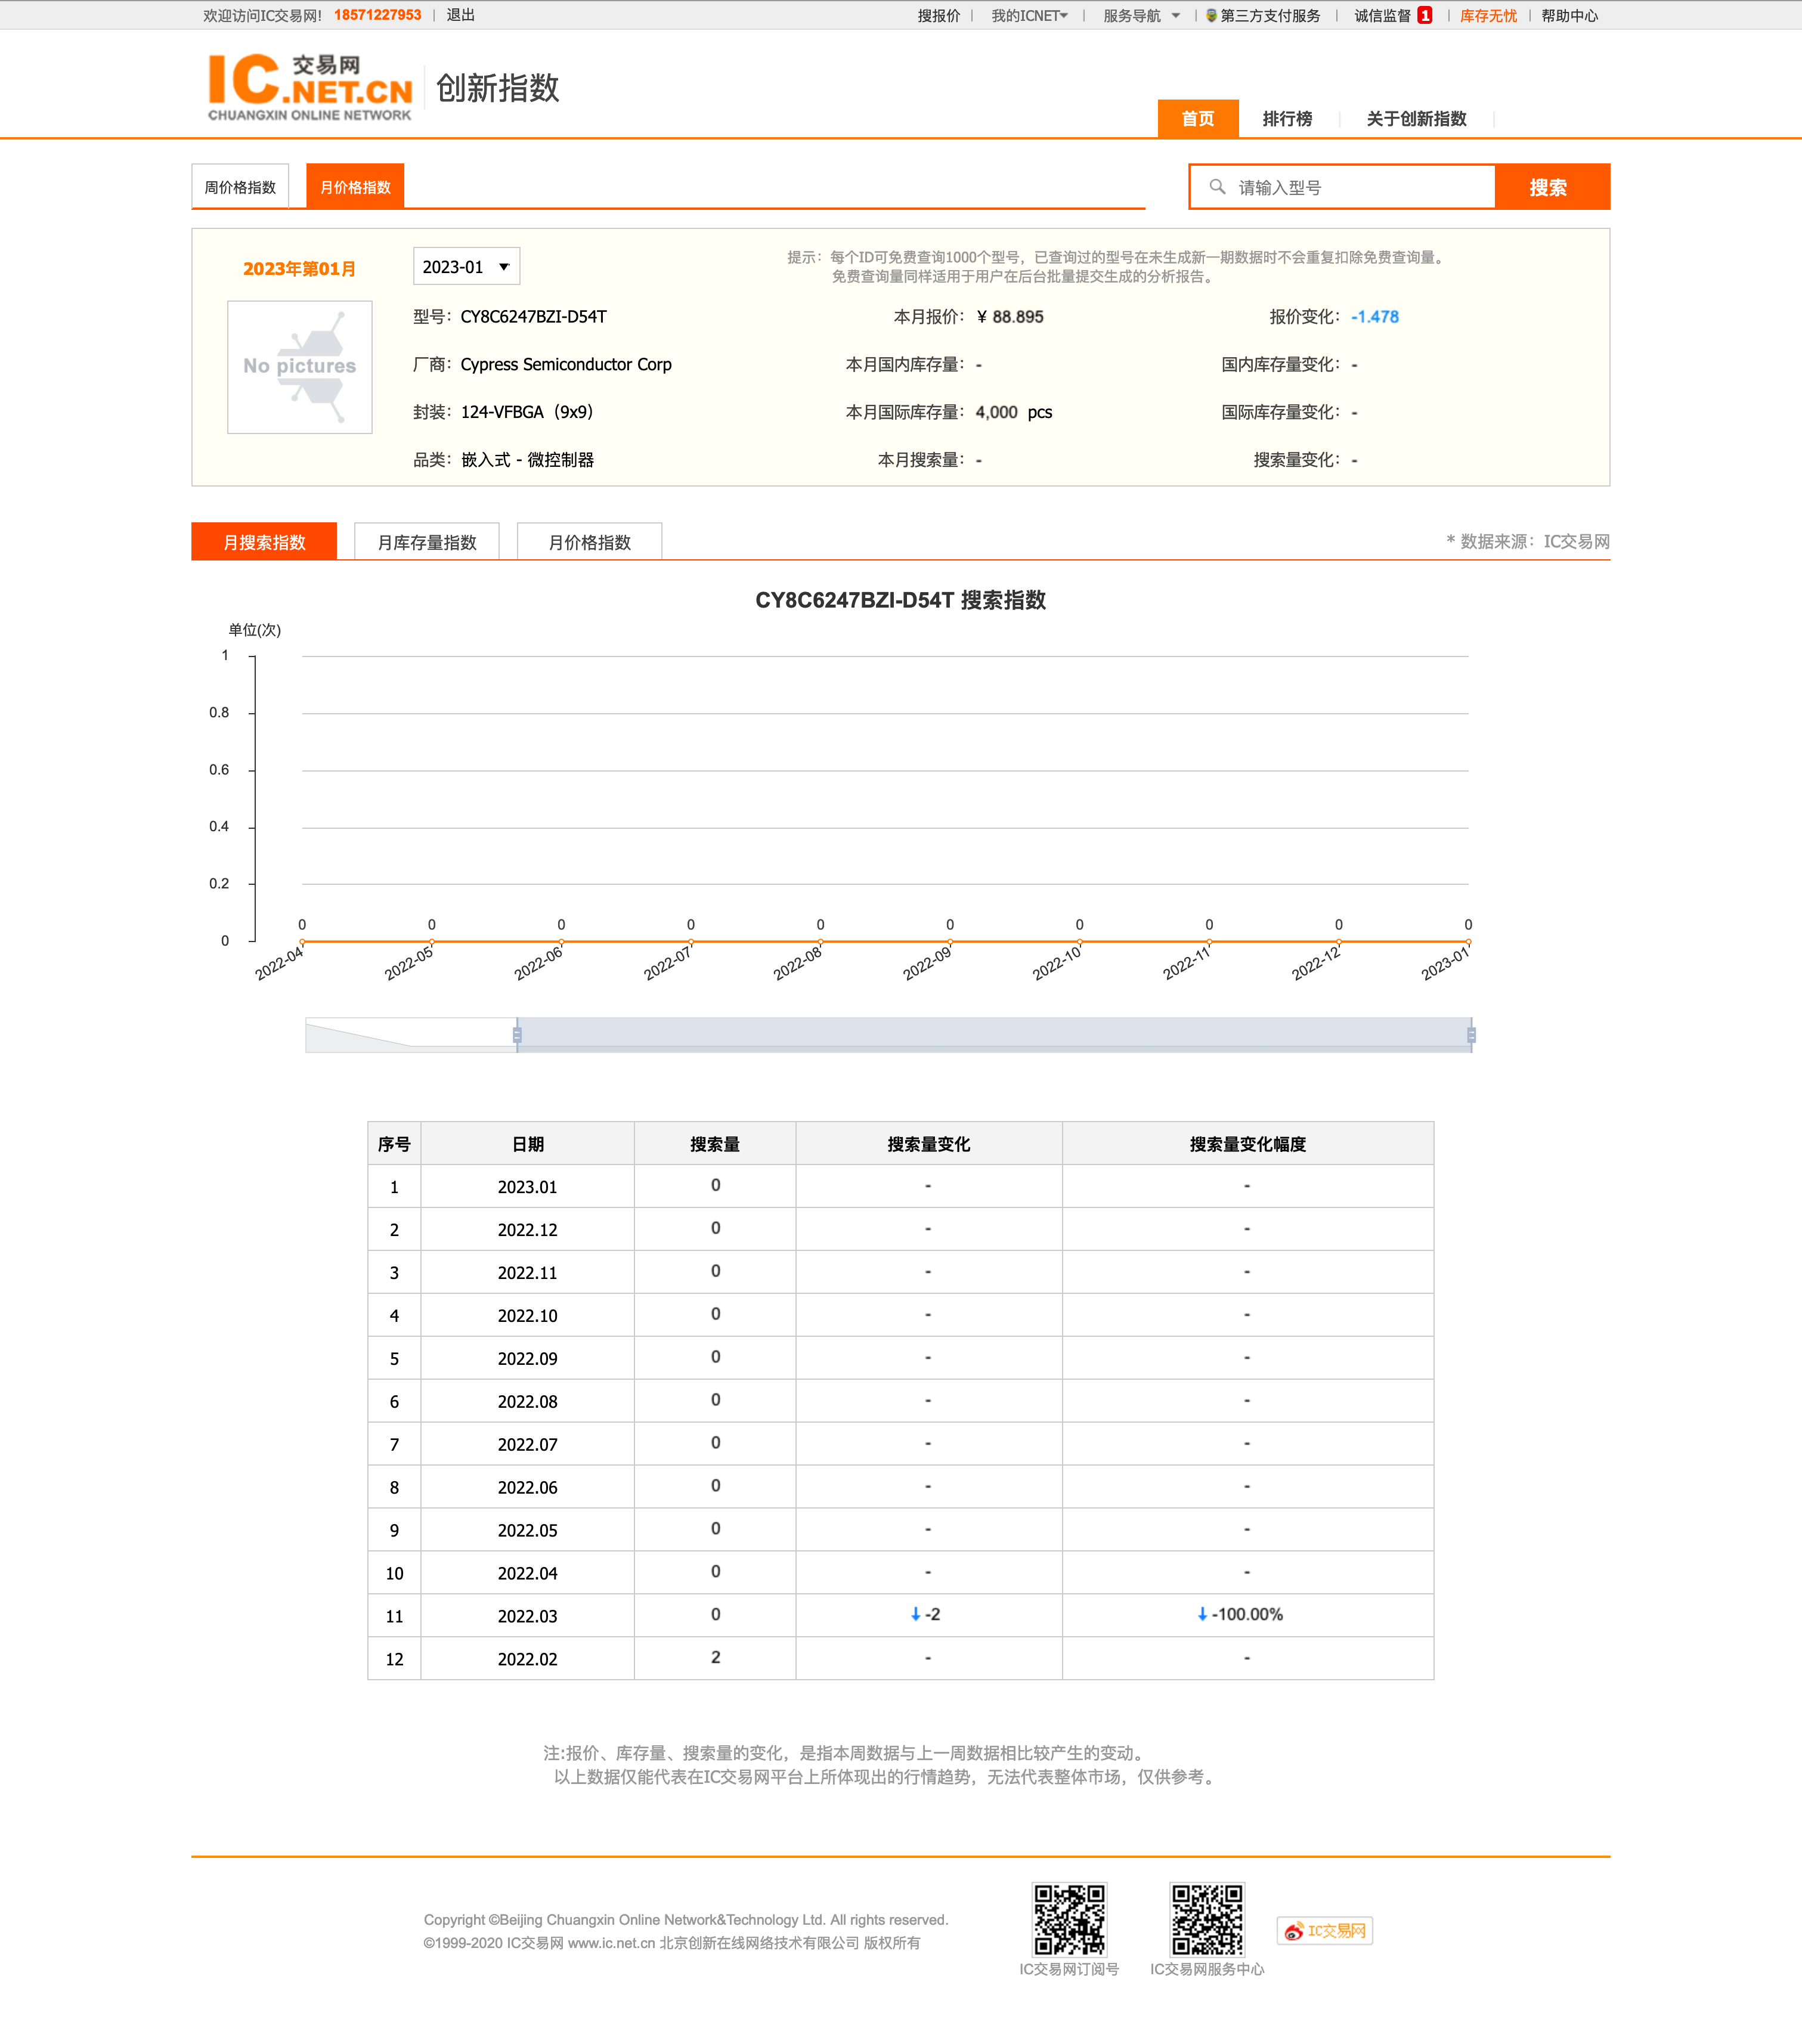 欢迎访问IC交易网! 18571227953 | 退出
搜报价 | 我的ICNET | 服务导航 | 第三方支付服务 | 诚信监督 1 | 库存无忧 | 帮助中心
IC交易网
.NET.CN
CHUANGXIN ONLINE NETWORK
创新指数
首页 排行榜 关于创新指数
周价格指数 月价格指数
请输入型号 搜索
2023年第01月 2023-01
提示：每个ID可免费查询1000个型号，已查询过的型号在未生成新一期数据时不会重复扣除免费查询量。
免费查询量同样适用于用户在后台批量提交生成的分析报告。
No pictures
型号：CY8C6247BZI-D54T 本月报价：¥ 88.895 报价变化：-1.478
厂商：Cypress Semiconductor Corp 本月国内库存量：- 国内库存量变化：-
封装：124-VFBGA（9x9） 本月国际库存量：4,000 pcs 国际库存量变化：-
品类：嵌入式 - 微控制器 本月搜索量：- 搜索量变化：-
月搜索指数 月库存量指数 月价格指数 * 数据来源：IC交易网
CY8C6247BZI-D54T 搜索指数
单位(次)
1
0.8
0.6
0.4
0.2
0 0 0 0 0 0 0 0 0 0
0
2022-04 2022-05 2022-06 2022-07 2022-08 2022-09 2022-10 2022-11 2022-12 2023-01
序号 日期 搜索量 搜索量变化 搜索量变化幅度
1 2023.01 0 - -
2 2022.12 0 - -
3 2022.11 0 - -
4 2022.10 0 - -
5 2022.09 0 - -
6 2022.08 0 - -
7 2022.07 0 - -
8 2022.06 0 - -
9 2022.05 0 - -
10 2022.04 0 - -
11 2022.03 0 ↓-2 ↓-100.00%
12 2022.02 2 - -
注:报价、库存量、搜索量的变化，是指本周数据与上一周数据相比较产生的变动。
以上数据仅能代表在IC交易网平台上所体现出的行情趋势，无法代表整体市场，仅供参考。
Copyright ©Beijing Chuangxin Online Network&Technology Ltd. All rights reserved.
©1999-2020 IC交易网 www.ic.net.cn 北京创新在线网络技术有限公司 版权所有
IC交易网订阅号 IC交易网服务中心 IC交易网